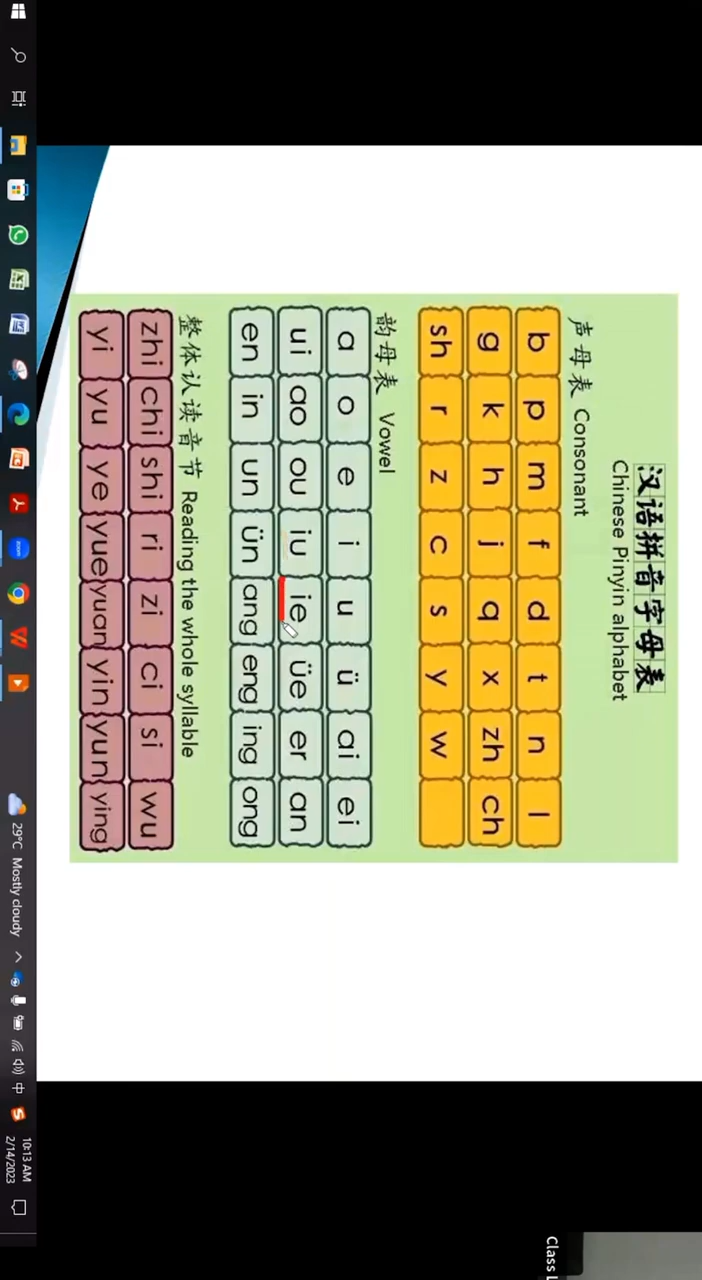 汉语拼音字母表
Chinese Pinyin alphabet
声母表 Consonant
b p m f d t n l
g k h j q x zh ch
sh r z c s y w
韵母表 Vowel
a o e i u ü ai ei
ui ao ou iu ie üe er an
en in un ün ang eng ing ong
整体认读音节 Reading the whole syllable
zhi chi shi ri zi ci si wu
yi yu ye yue yuan yin yun ying
29°C Mostly cloudy
中
10:13 AM
2/14/2023
Class